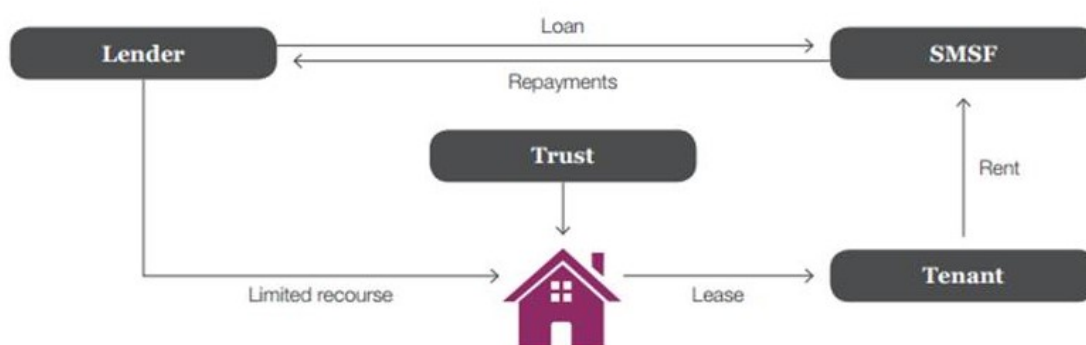 Loan
Lender
SMSF
Repayments
Trust
Rent
Tenant
Limited recourse
Lease